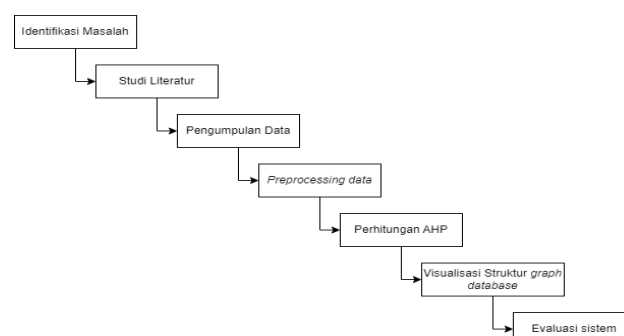 Identifikasi Masalah
Studi Literatur
Pengumpulan Data
Preprocessing data
Perhitungan AHP
Visualisasi Struktur graph
database
Evaluasi sistem